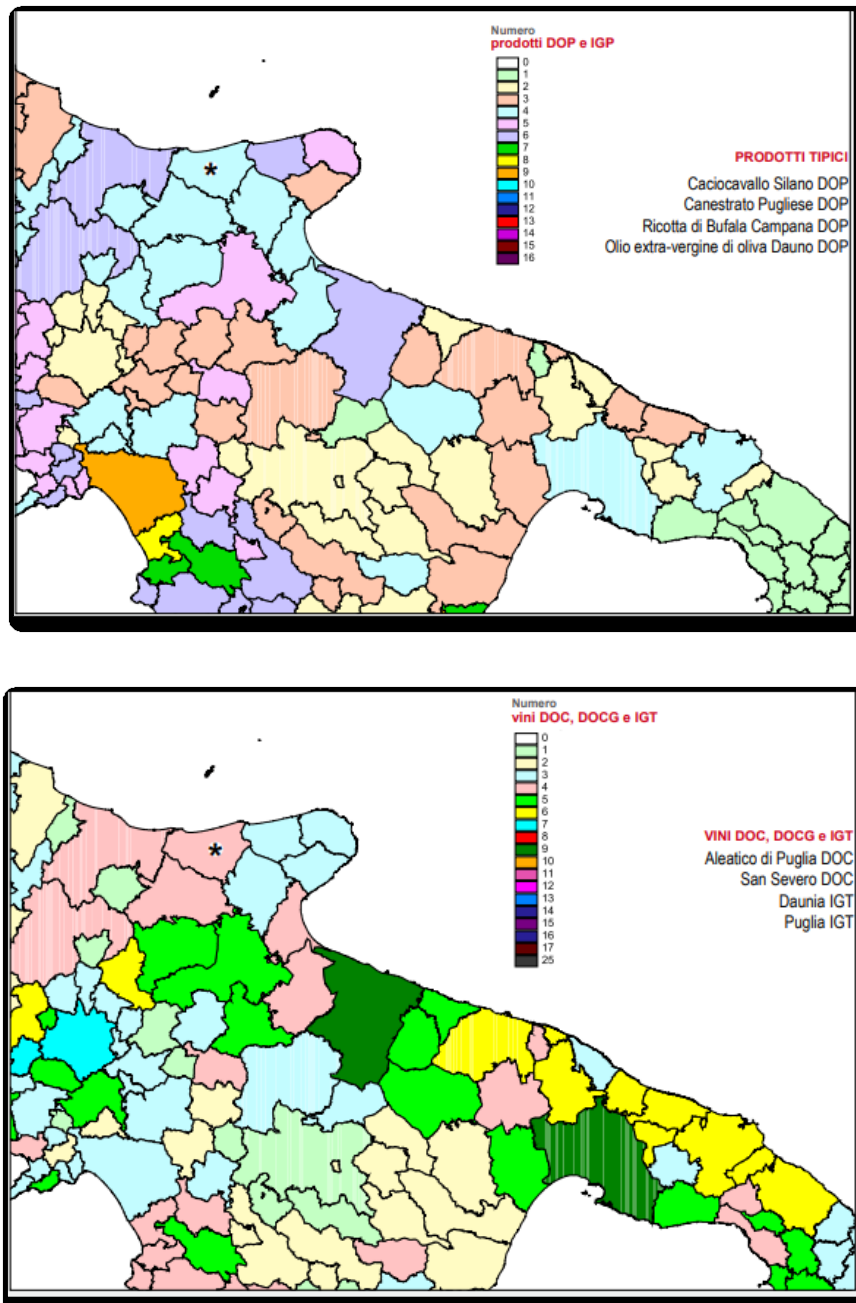 Numero
prodotti DOP e IGP
0
1
2
3
4
5
6
7
8
9
10
11
12
13
14
15
16
PRODOTTI TIPICI
Caciocavallo Silano DOP
Canestrato Pugliese DOP
Ricotta di Bufala Campana DOP
Olio extra-vergine di oliva Dauno DOP
*
Numero
vini DOC, DOCG e IGT
0
1
2
3
4
5
6
7
8
9
10
11
12
13
14
15
16
17
25
VINI DOC, DOCG e IGT
Aleatico di Puglia DOC
San Severo DOC
Daunia IGT
Puglia IGT
*